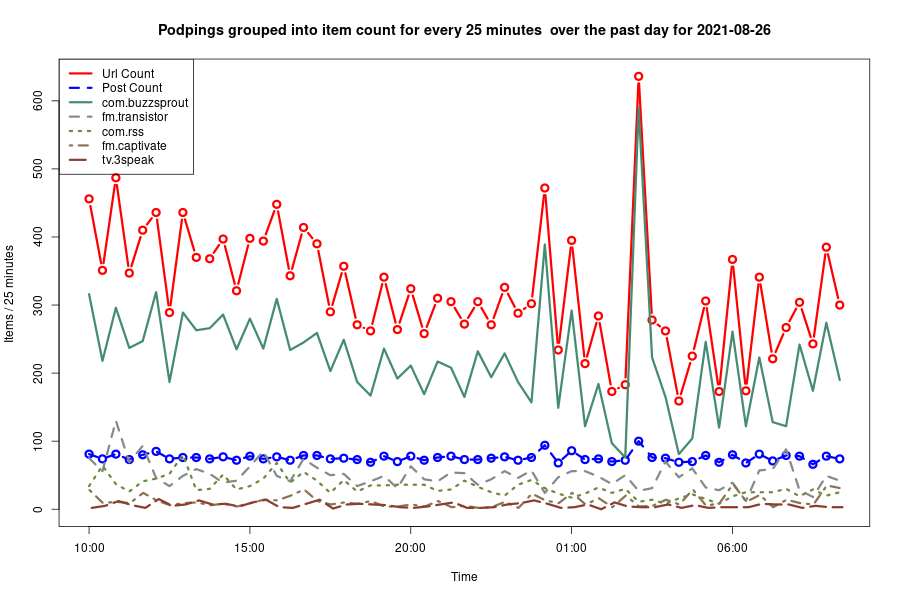 Podpings grouped into item count for every 25 minutes  over the past day for 2021-08-26
Url Count
Post Count
com.buzzsprout
fm.transistor
com.rss
fm.captivate
tv.3speak
Items / 25 minutes
600
500
400
300
200
100
0
10:00 15:00 20:00 01:00 06:00
Time